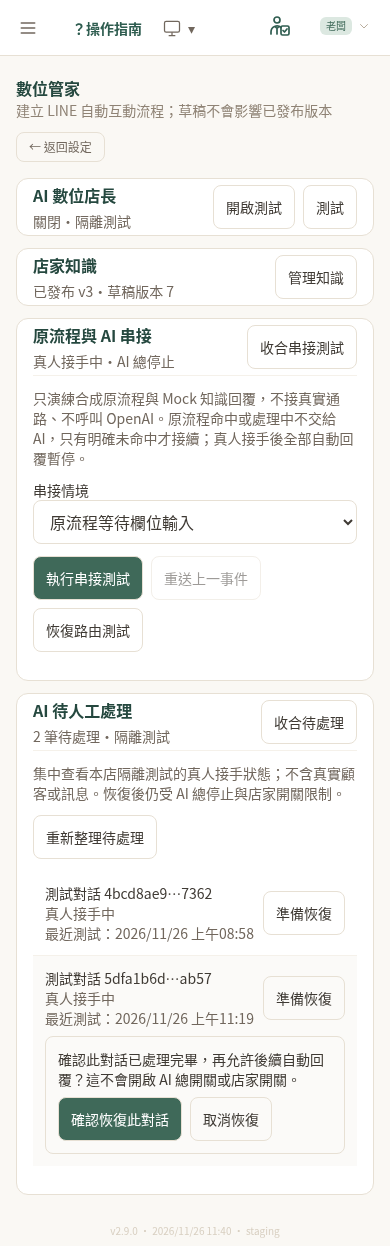 ？操作指南 ▼ 老闆
數位管家
建立 LINE 自動互動流程；草稿不會影響已發布版本
← 返回設定
AI 數位店長
關閉・隔離測試
開啟測試 測試
店家知識
已發布 v3・草稿版本 7
管理知識
原流程與 AI 串接
真人接手中・AI 總停止
收合串接測試
只演練合成原流程與 Mock 知識回覆，不接真實通
路、不呼叫 OpenAI。原流程命中或處理中不交給
AI，只有明確未命中才接續；真人接手後全部自動回
覆暫停。
串接情境
原流程等待欄位輸入
執行串接測試 重送上一事件
恢復路由測試
AI 待人工處理
2 筆待處理・隔離測試
收合待處理
集中查看本店隔離測試的真人接手狀態；不含真實顧
客或訊息。恢復後仍受 AI 總停止與店家開關限制。
重新整理待處理
測試對話 4bcd8ae9…7362
真人接手中
最近測試：2026/11/26 上午08:58
準備恢復
測試對話 5dfa1b6d…ab57
真人接手中
最近測試：2026/11/26 上午11:19
準備恢復
確認此對話已處理完畢，再允許後續自動回
覆？這不會開啟 AI 總開關或店家開關。
確認恢復此對話 取消恢復
v2.9.0 ・ 2026/11/26 11:40 ・ staging